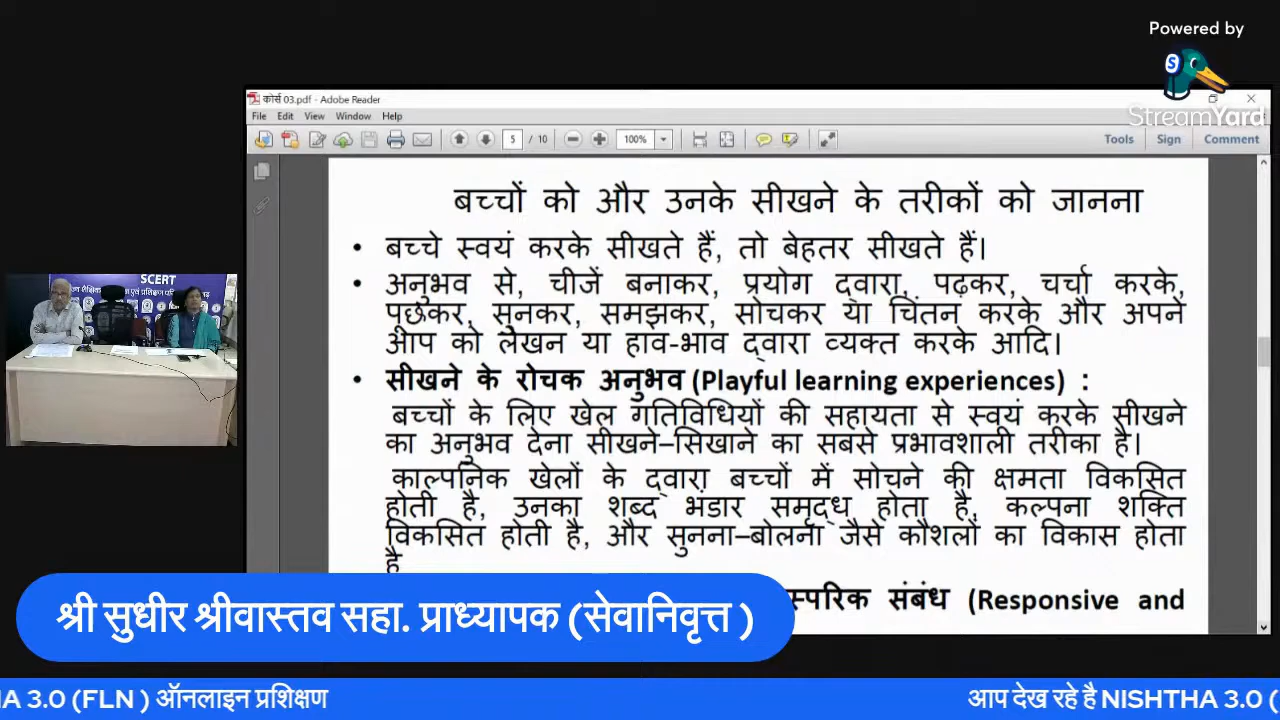 Powered by
StreamYard
कोर्स 03.pdf - Adobe Reader
File Edit View Window Help
5 / 10 100% Tools Sign Comment
SCERT
बच्चों को और उनके सीखने के तरीकों को जानना
• बच्चे स्वयं करके सीखते हैं, तो बेहतर सीखते हैं।
• अनुभव से, चीजें बनाकर, प्रयोग द्वारा, पढ़कर, चर्चा करके,
पूछकर, सुनकर, समझकर, सोचकर या चिंतन करके और अपने
आप को लेखन या हाव-भाव द्वारा व्यक्त करके आदि।
• सीखने के रोचक अनुभव (Playful learning experiences) :
बच्चों के लिए खेल गतिविधियों की सहायता से स्वयं करके सीखने
का अनुभव देना सीखने–सिखाने का सबसे प्रभावशाली तरीका है।
काल्पनिक खेलों के द्वारा बच्चों में सोचने की क्षमता विकसित
होती है, उनका शब्द भंडार समृद्ध होता है, कल्पना शक्ति
विकसित होती है, और सुनना–बोलना जैसे कौशलों का विकास होता
है
स्परिक संबंध (Responsive and
श्री सुधीर श्रीवास्तव सहा. प्राध्यापक (सेवानिवृत्त )
HA 3.0 (FLN ) ऑनलाइन प्रशिक्षण आप देख रहे है NISHTHA 3.0 (